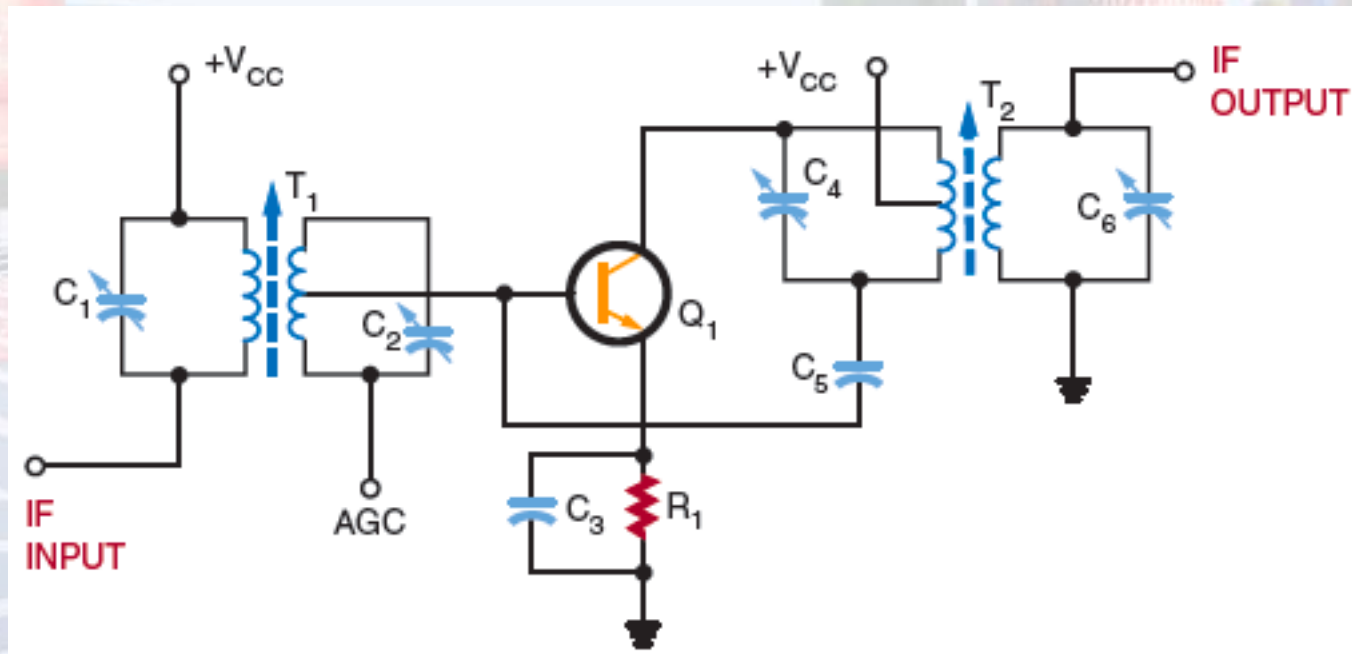 +VCC
+VCC
IF
OUTPUT
T2
T1
C4
C6
C1
C2
Q1
C5
IF
INPUT
AGC
C3
R1